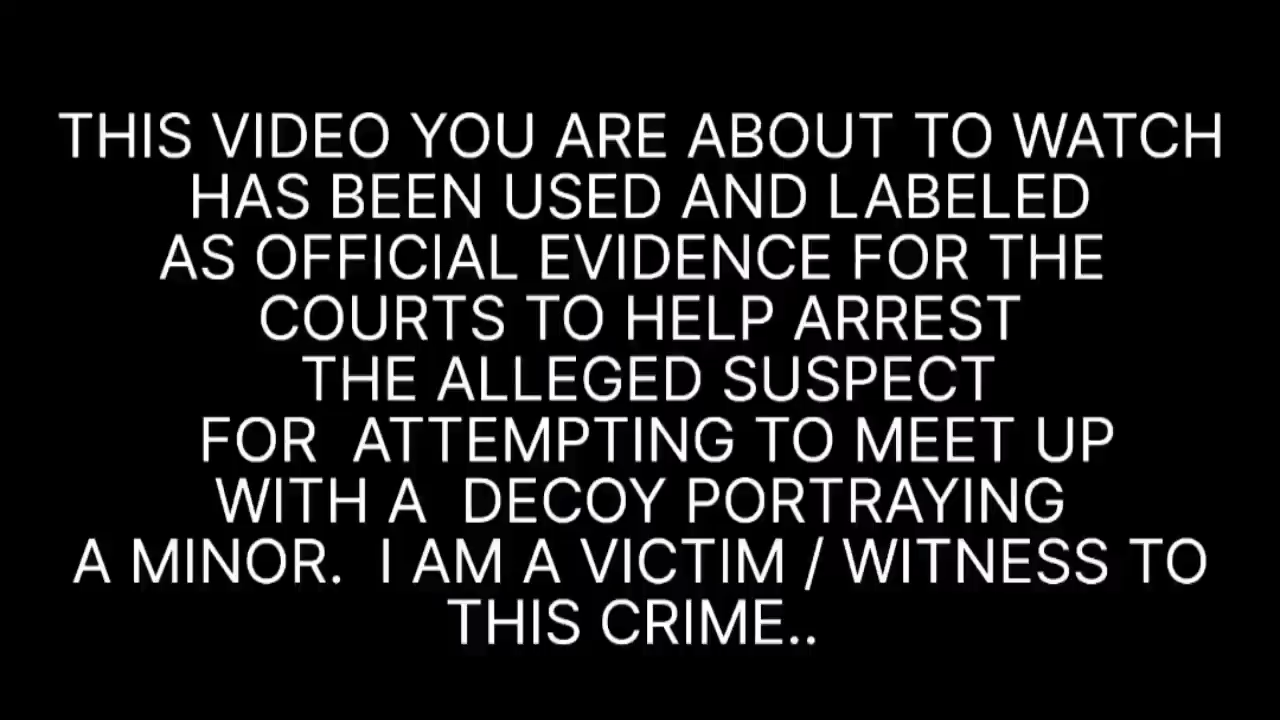 THIS VIDEO YOU ARE ABOUT TO WATCH
HAS BEEN USED AND LABELED
AS OFFICIAL EVIDENCE FOR THE
COURTS TO HELP ARREST
THE ALLEGED SUSPECT
FOR ATTEMPTING TO MEET UP
WITH A DECOY PORTRAYING
A MINOR. I AM A VICTIM / WITNESS TO
THIS CRIME..